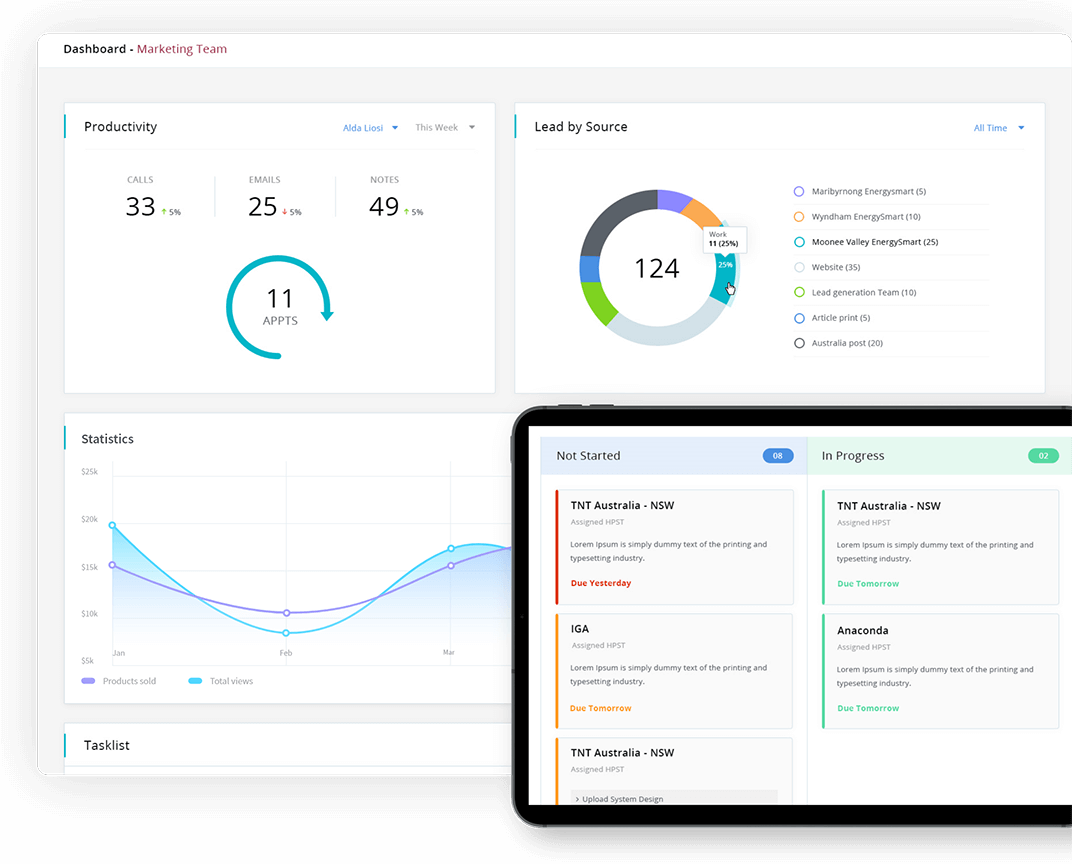 Dashboard - Marketing Team
Productivity
Alda Liosi
This Week
CALLS
EMAILS
NOTES
33 5%
25 5%
49 5%
11
APPTS
Lead by Source
All Time
124
Work
11 (25%)
25%
Maribyrnong Energysmart (5)
Wyndham EnergySmart (10)
Moonee Valley EnergySmart (25)
Website (35)
Lead generation Team (10)
Article print (5)
Australia post (20)
Statistics
$25k
$20k
$15k
$10k
$5k
Jan
Feb
Mar
Products sold
Total views
Tasklist
Not Started
08
TNT Australia - NSW
Assigned HPST
Lorem Ipsum is simply dummy text of the printing and
typesetting industry.
Due Yesterday
IGA
Assigned HPST
Lorem Ipsum is simply dummy text of the printing and
typesetting industry.
Due Tomorrow
TNT Australia - NSW
Assigned HPST
> Upload System Design
In Progress
02
TNT Australia - NSW
Assigned HPST
Lorem Ipsum is simply dummy text of the printing and
typesetting industry.
Due Tomorrow
Anaconda
Assigned HPST
Lorem Ipsum is simply dummy text of the printing and
typesetting industry.
Due Tomorrow